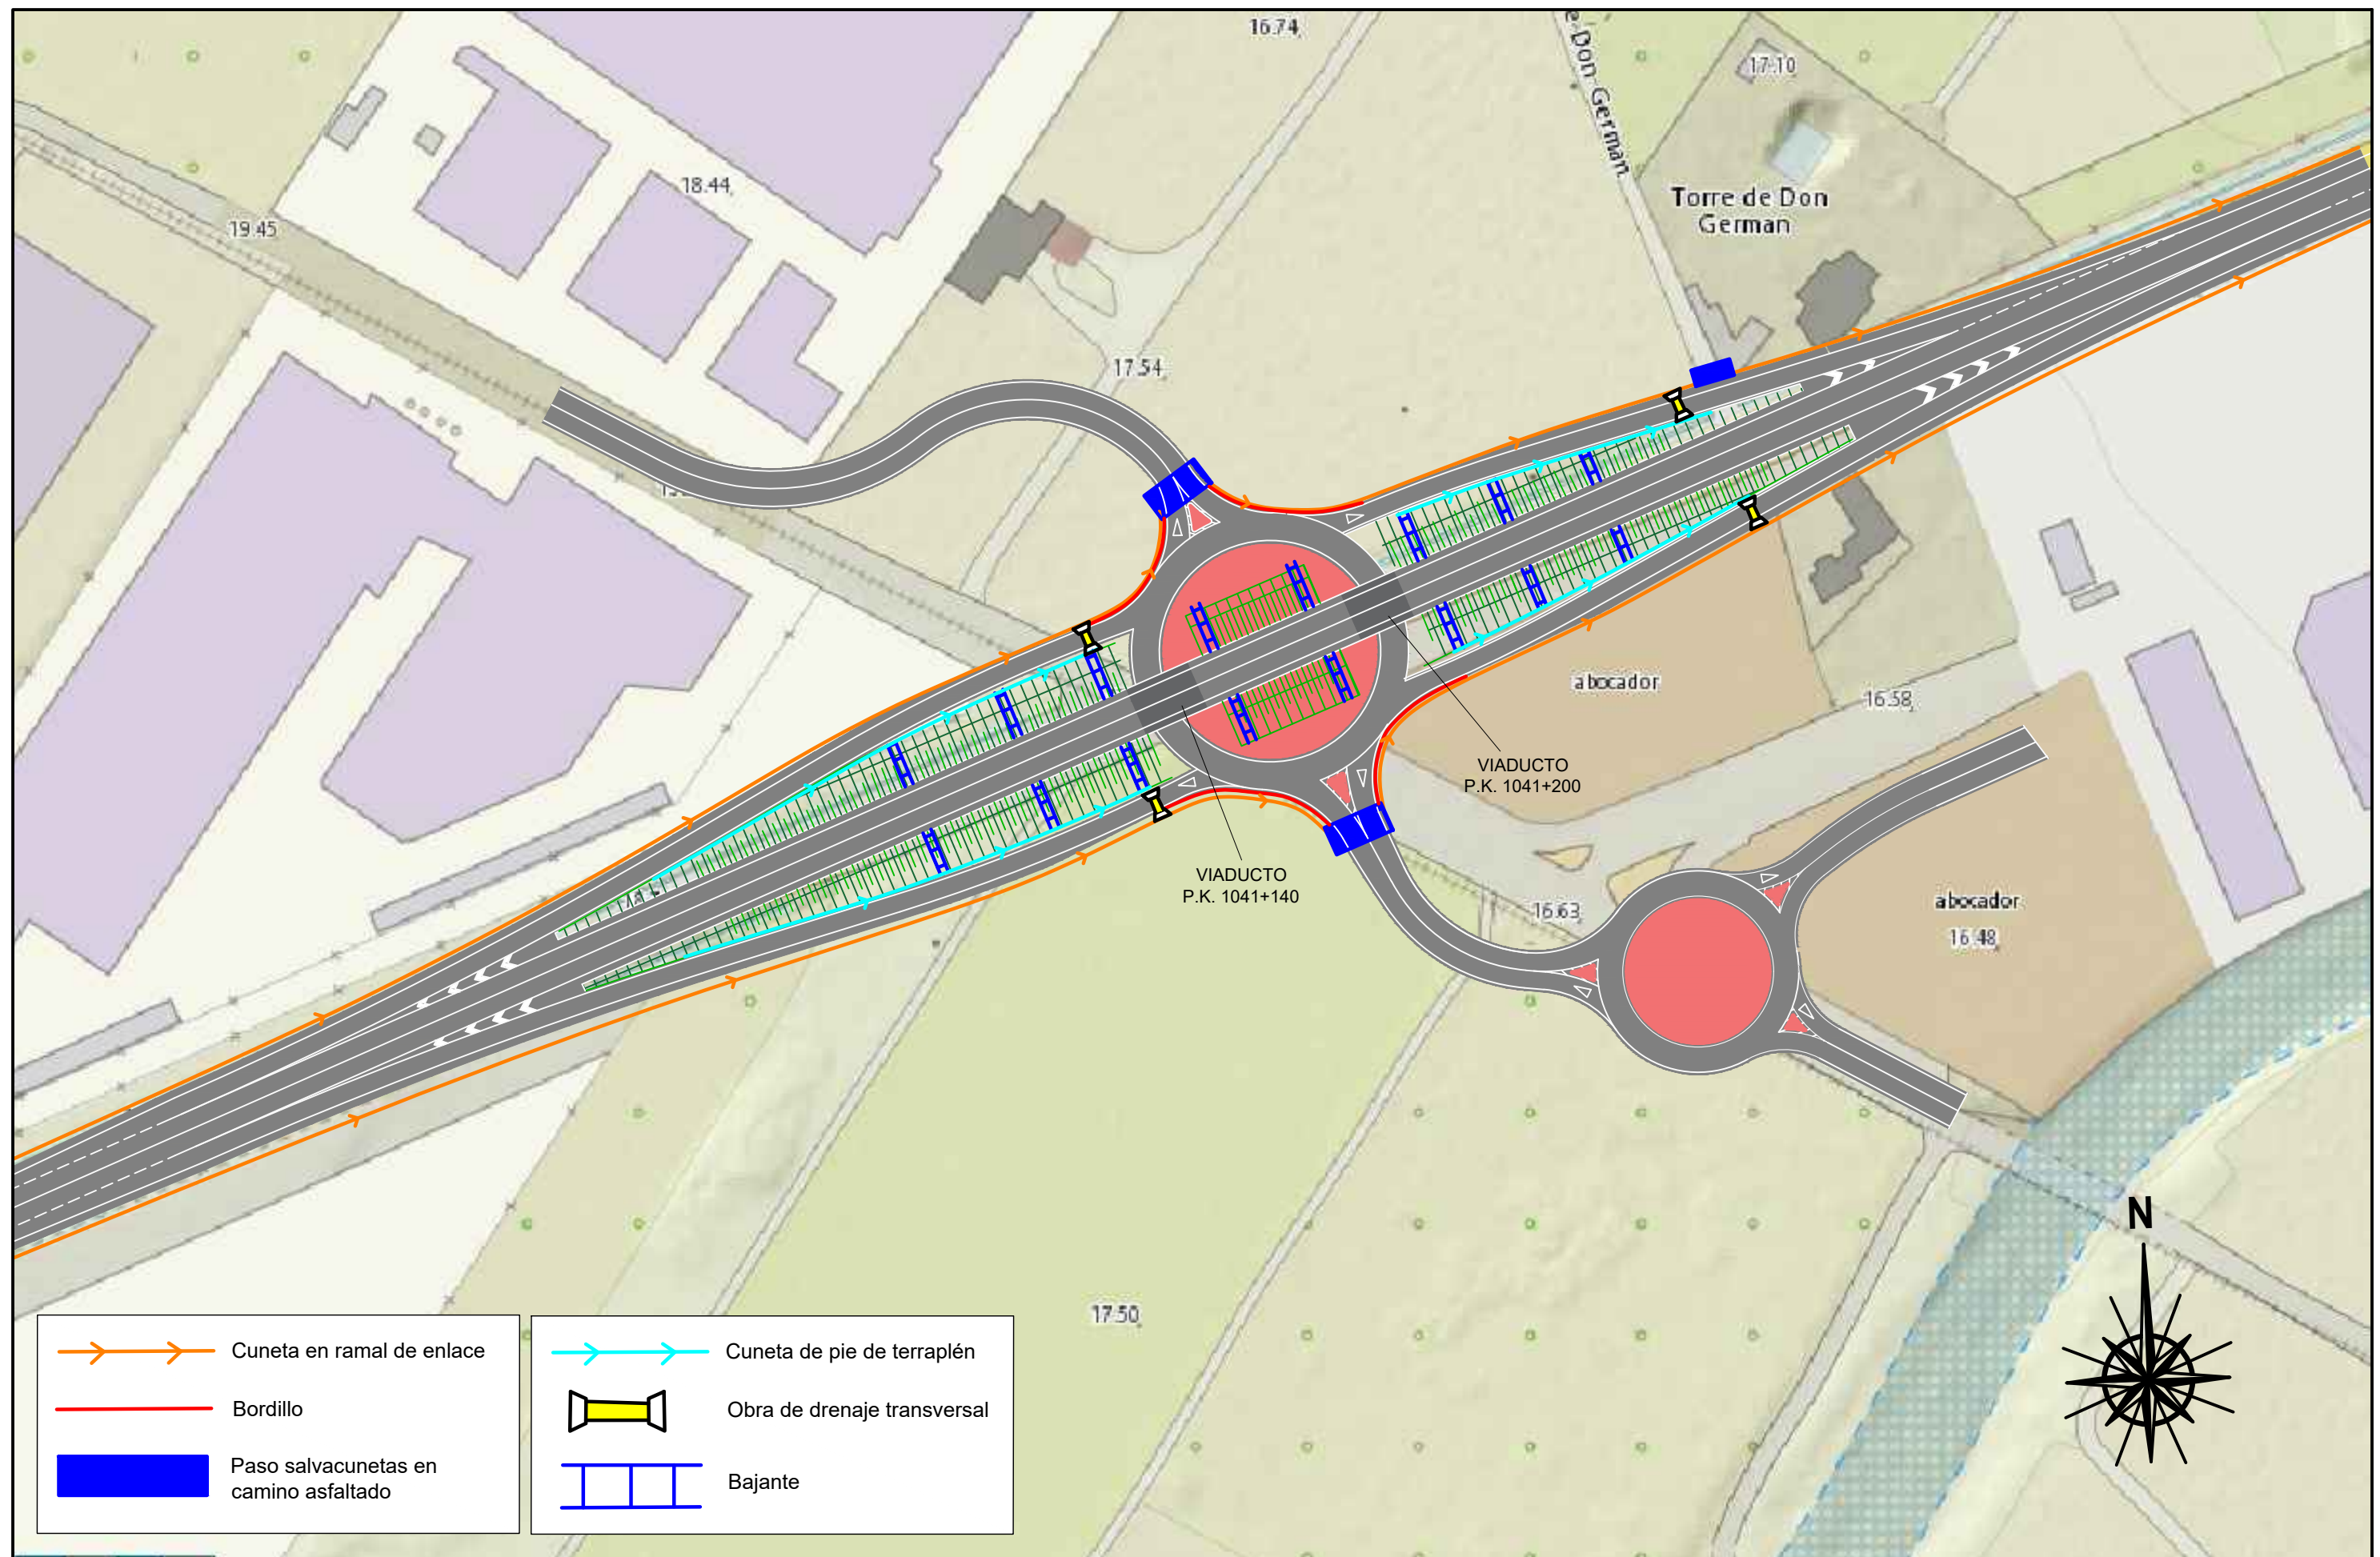 16.74
e-Don German
17.10
18.44
Torre de Don
German
19.45
17.54
abocador
16.58
VIADUCTO
P.K. 1041+200
VIADUCTO
P.K. 1041+140
abocador
16.63
16.48
N
17.50
Cuneta en ramal de enlace
Bordillo
Paso salvacunetas en
camino asfaltado
Cuneta de pie de terraplén
Obra de drenaje transversal
Bajante